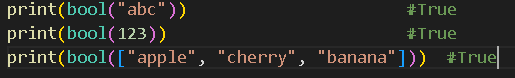 print(bool("abc")) #True
print(bool(123)) #True
print(bool(["apple", "cherry", "banana"])) #True